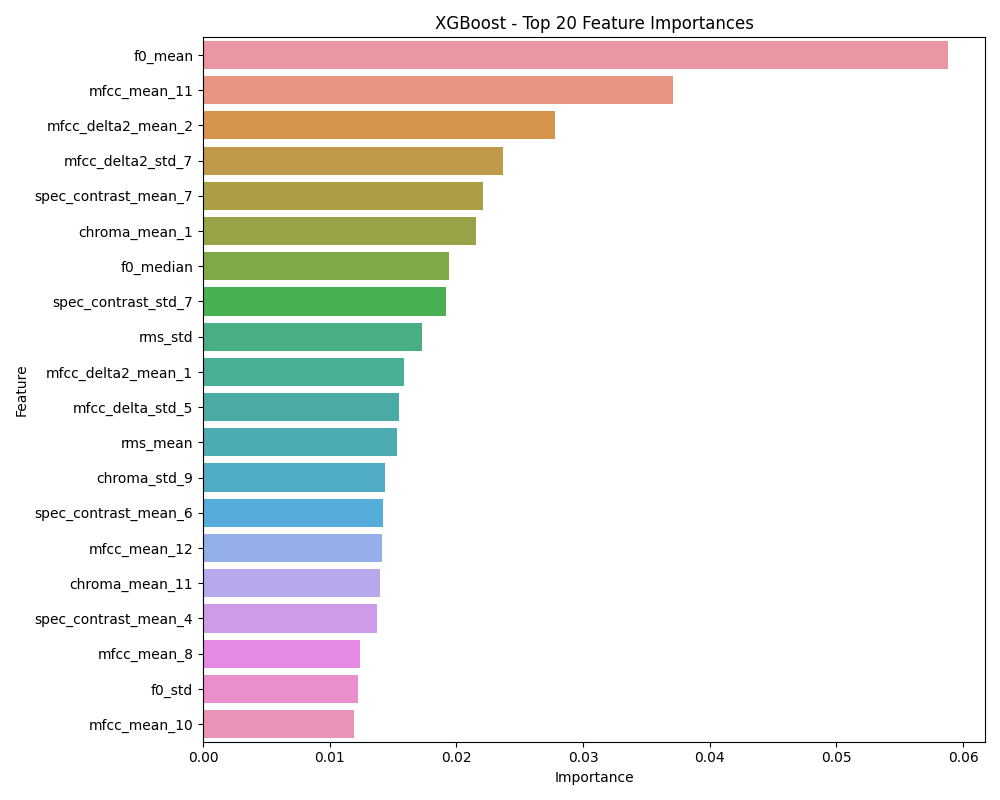 XGBoost - Top 20 Feature Importances
f0_mean
mfcc_mean_11
mfcc_delta2_mean_2
mfcc_delta2_std_7
spec_contrast_mean_7
chroma_mean_1
f0_median
spec_contrast_std_7
rms_std
mfcc_delta2_mean_1
mfcc_delta_std_5
rms_mean
chroma_std_9
spec_contrast_mean_6
mfcc_mean_12
chroma_mean_11
spec_contrast_mean_4
mfcc_mean_8
f0_std
mfcc_mean_10
Feature
0.00 0.01 0.02 0.03 0.04 0.05 0.06
Importance